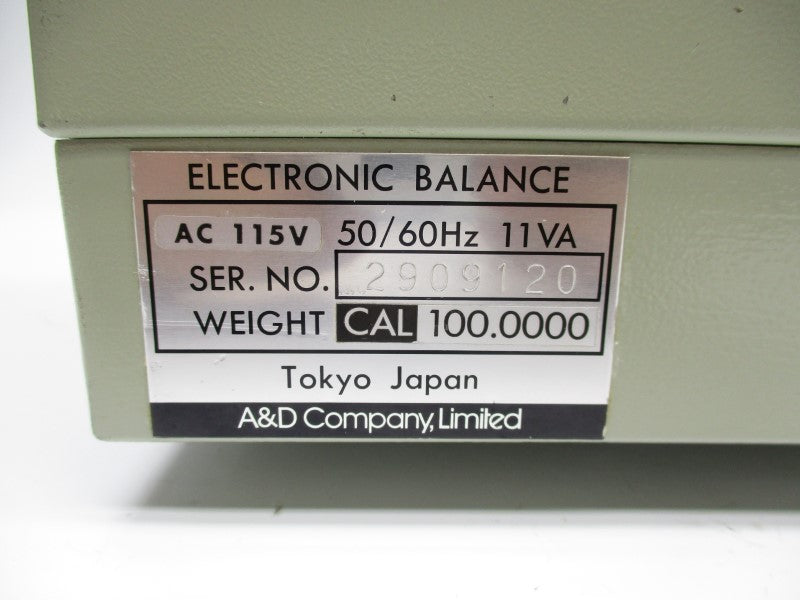 ELECTRONIC BALANCE
AC 115V 50/60Hz 11VA
SER. NO. 2909120
WEIGHT CAL 100.0000
Tokyo Japan
A&D Company, Limited